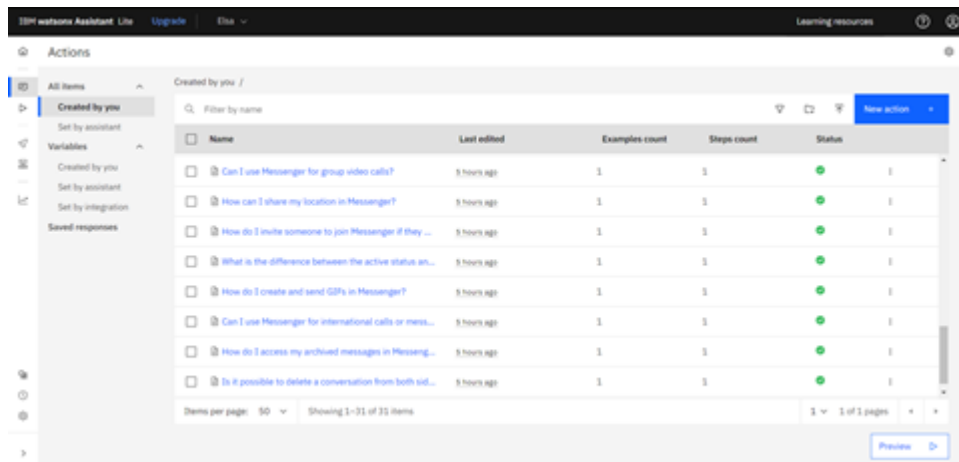 IBM watsonx Assistant Lite Upgrade Elsa Learning resources
Actions
All items
Created by you
Set by assistant
Variables
Created by you
Set by assistant
Set by integration
Saved responses
Created by you /
Filter by name
New action +
Name Last edited Examples count Steps count Status
Can I use Messenger for group video calls? 5 hours ago 1 1
How can I share my location in Messenger? 5 hours ago 1 1
How do I invite someone to join Messenger if they ... 5 hours ago 1 1
What is the difference between the active status an... 5 hours ago 1 1
How do I create and send GIFs in Messenger? 5 hours ago 1 1
Can I use Messenger for international calls or mess... 5 hours ago 1 1
How do I access my archived messages in Messeng... 5 hours ago 1 1
Is it possible to delete a conversation from both sid... 5 hours ago 1 1
Items per page: 50 Showing 1–31 of 31 items 1 1 of 1 pages
Preview